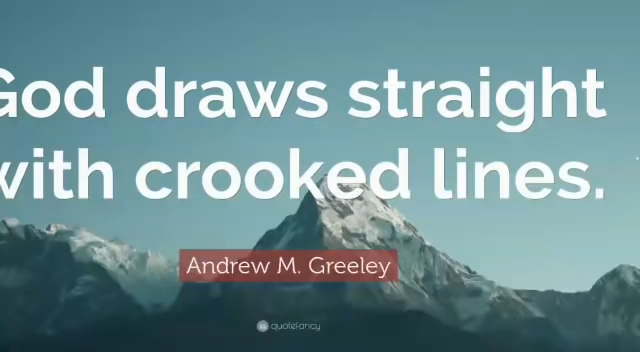 God draws straight
with crooked lines.
Andrew M. Greeley
quotefancy